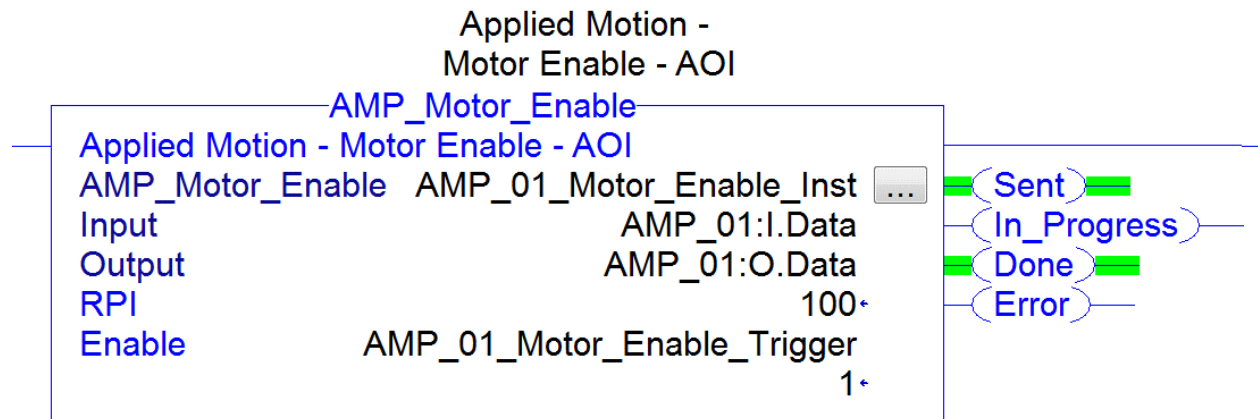 Applied Motion -
Motor Enable - AOI
AMP_Motor_Enable
Applied Motion - Motor Enable - AOI
AMP_Motor_Enable AMP_01_Motor_Enable_Inst ... Sent
Input AMP_01:I.Data In_Progress
Output AMP_01:O.Data Done
RPI 100 Error
Enable AMP_01_Motor_Enable_Trigger
1